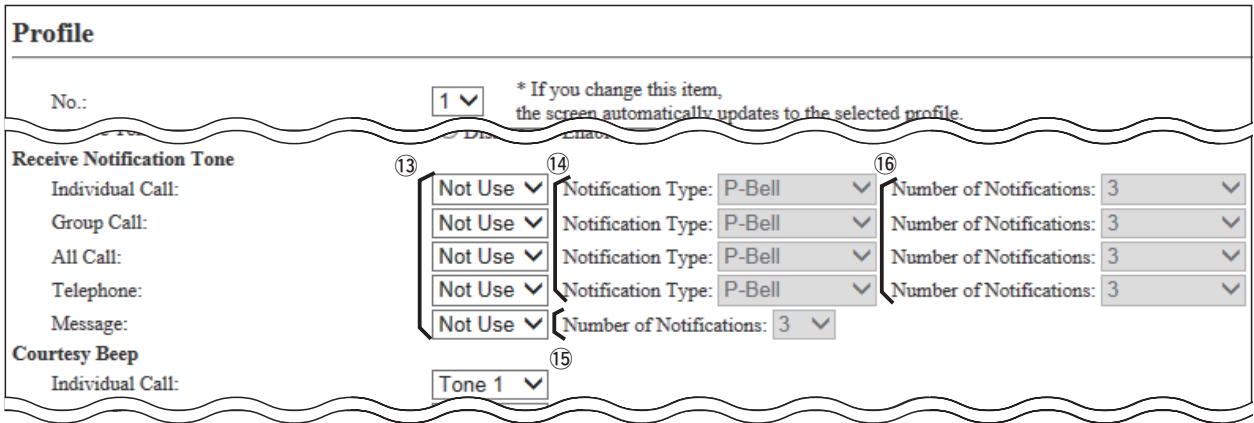 Profile
No.: 1 * If you change this item,
the screen automatically updates to the selected profile.
Receive Notification Tone
⑬ ⑭ ⑯
Individual Call: Not Use Notification Type: P-Bell Number of Notifications: 3
Group Call: Not Use Notification Type: P-Bell Number of Notifications: 3
All Call: Not Use Notification Type: P-Bell Number of Notifications: 3
Telephone: Not Use Notification Type: P-Bell Number of Notifications: 3
Message: Not Use Number of Notifications: 3
Courtesy Beep ⑮
Individual Call: Tone 1